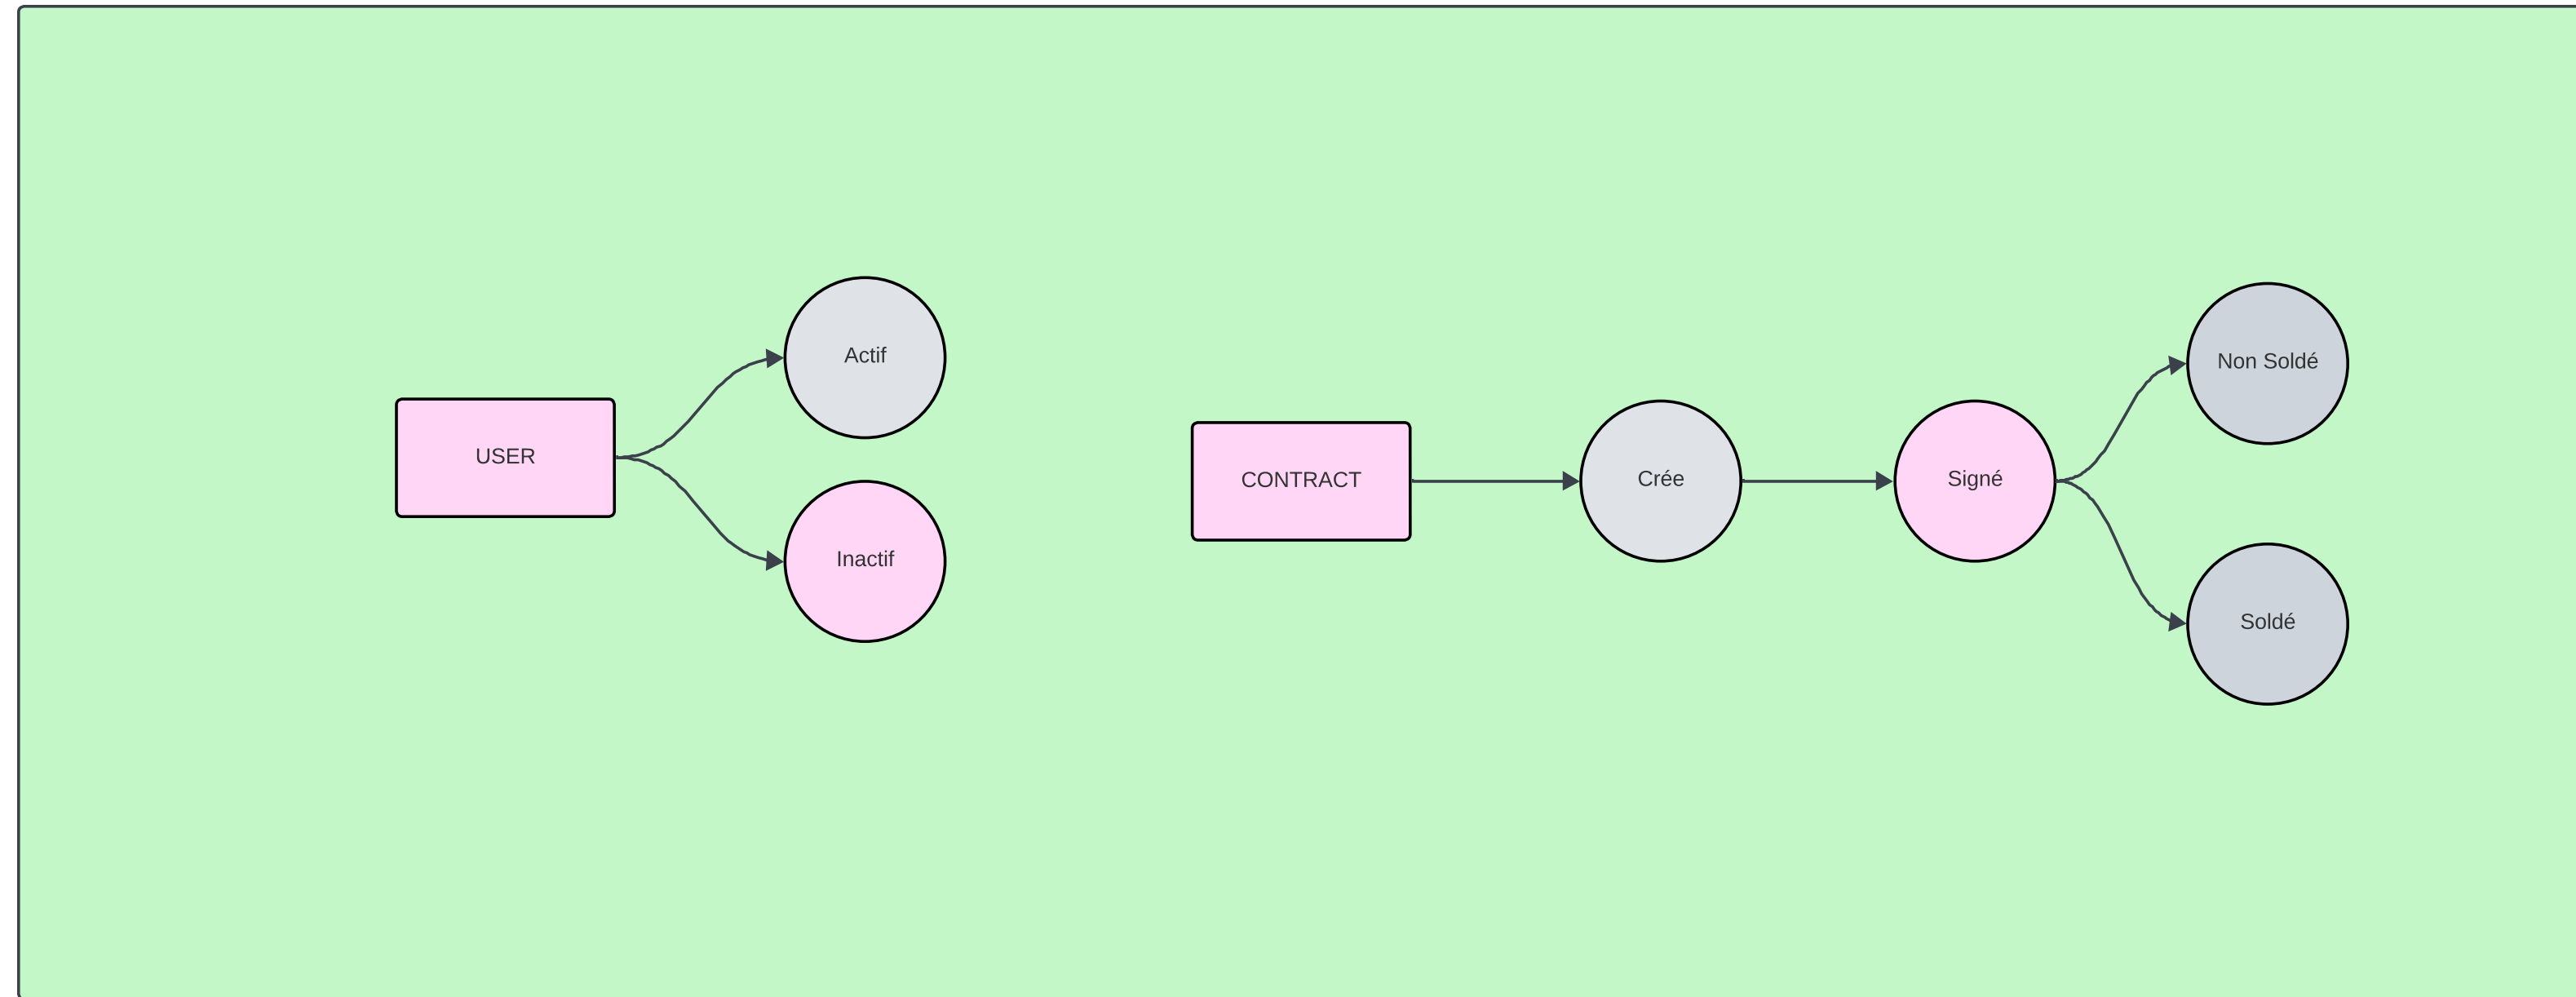 USER
Actif
Inactif
CONTRACT
Crée
Signé
Non Soldé
Soldé